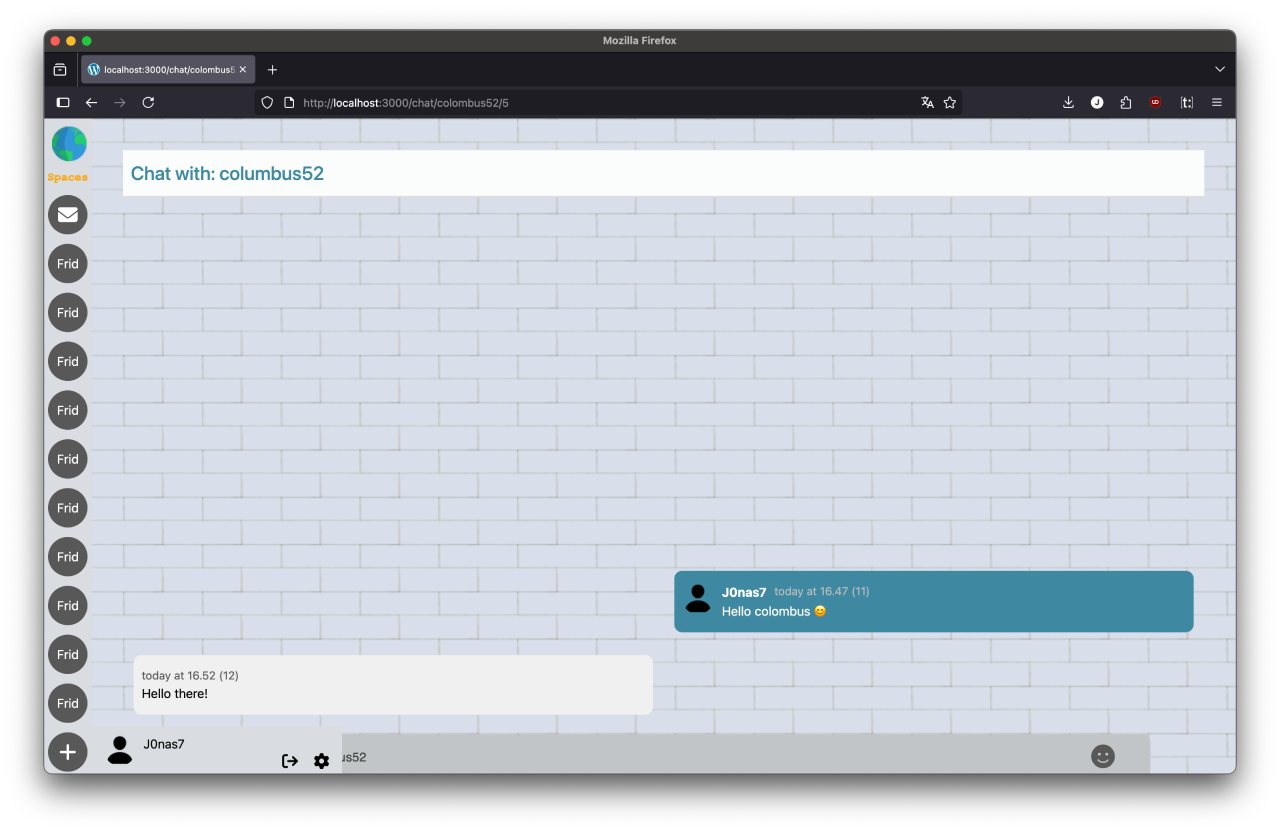 Mozilla Firefox
localhost:3000/chat/colombus5
http://localhost:3000/chat/colombus52/5
J
UD
[t:]
Spaces
Chat with: columbus52
Frid
Frid
Frid
Frid
Frid
Frid
Frid
Frid
Frid
Frid
J0nas7 today at 16.47 (11)
Hello colombus 😊
today at 16.52 (12)
Hello there!
J0nas7
us52